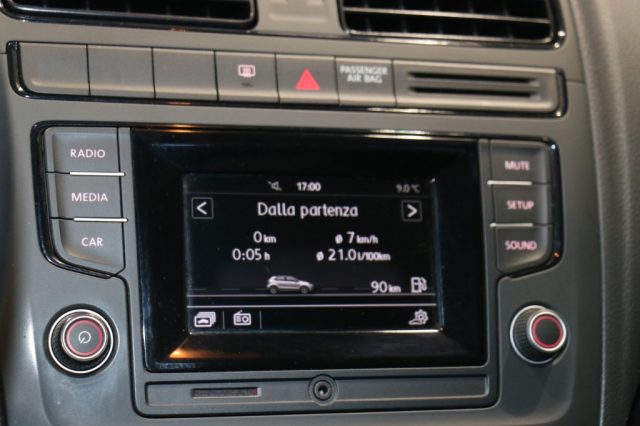 PASSENGER
AIR BAG
RADIO
MEDIA
CAR
MUTE
SETUP
SOUND
17:00
9.0°C
<
Dalla partenza
>
0 km
ø 7 km/h
0:05 h
ø 21.0 l/100km
90 km